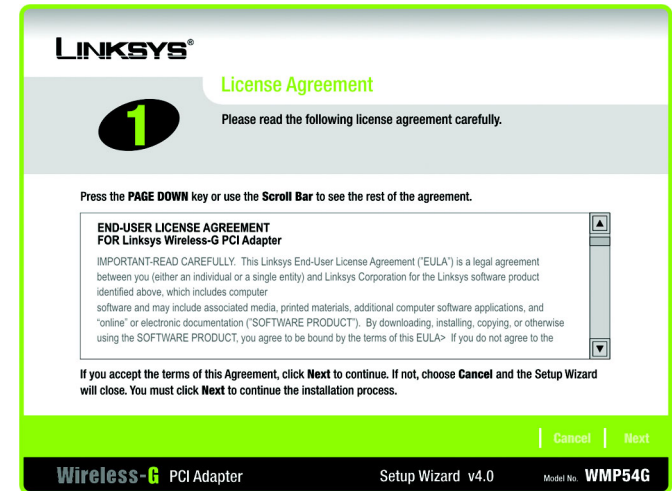 LINKSYS®
License Agreement
1
Please read the following license agreement carefully.
Press the PAGE DOWN key or use the Scroll Bar to see the rest of the agreement.
END-USER LICENSE AGREEMENT
FOR Linksys Wireless-G PCI Adapter
IMPORTANT-READ CAREFULLY. This Linksys End-User License Agreement ("EULA") is a legal agreement
between you (either an individual or a single entity) and Linksys Corporation for the Linksys software product
identified above, which includes computer
software and may include associated media, printed materials, additional computer software applications, and
"online" or electronic documentation ("SOFTWARE PRODUCT"). By downloading, installing, copying, or otherwise
using the SOFTWARE PRODUCT, you agree to be bound by the terms of this EULA> If you do not agree to the
If you accept the terms of this Agreement, click Next to continue. If not, choose Cancel and the Setup Wizard
will close. You must click Next to continue the installation process.
Cancel Next
Wireless-G PCI Adapter Setup Wizard v4.0 Model No. WMP54G